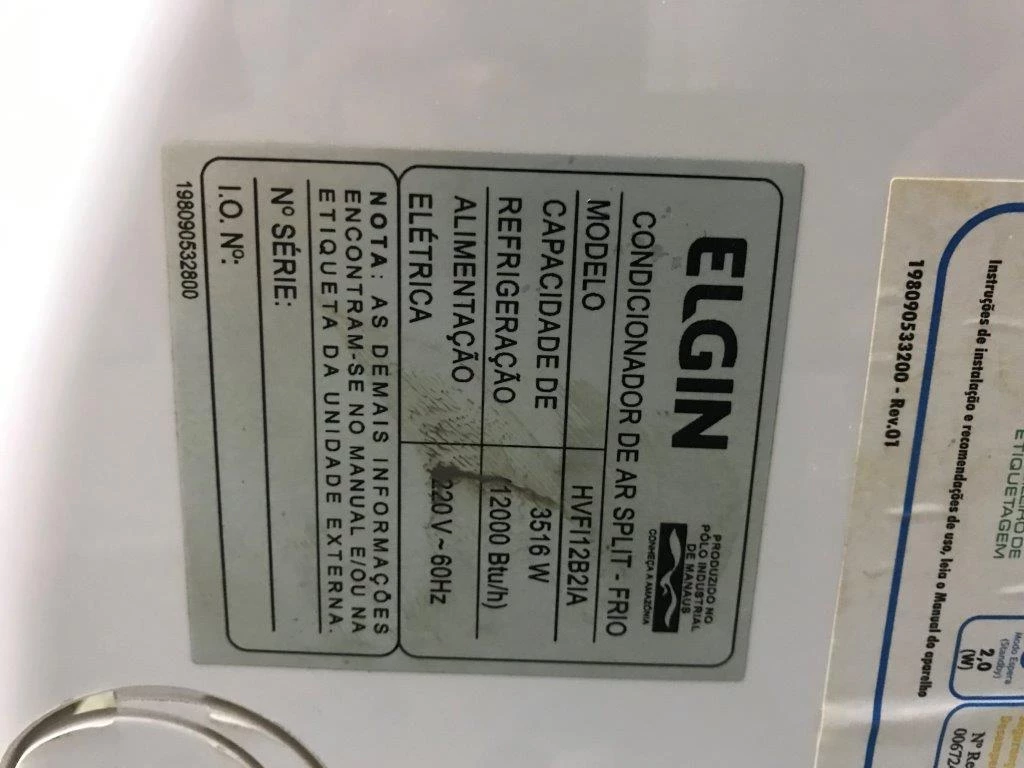 ELGIN
PRODUZIDO NO
PÓLO INDUSTRIAL
DE MANAUS
CONHEÇA A AMAZÔNIA
CONDICIONADOR DE AR SPLIT - FRIO
MODELO HVFI12B2IA
CAPACIDADE DE 3516 W
REFRIGERAÇÃO (12000 Btu/h)
ALIMENTAÇÃO 220V~60Hz
ELÉTRICA
NOTA: AS DEMAIS INFORMAÇÕES
ENCONTRAM-SE NO MANUAL E/OU NA
ETIQUETA DA UNIDADE EXTERNA.
Nº SÉRIE:
I.O. Nº:
198090532800
ETIQUETAGEM
Instruções de instalação e recomendações de uso, leia o Manual do aparelho
198090533200 - Rev.01
Modo Espera
(Standby)
2,0
(W)